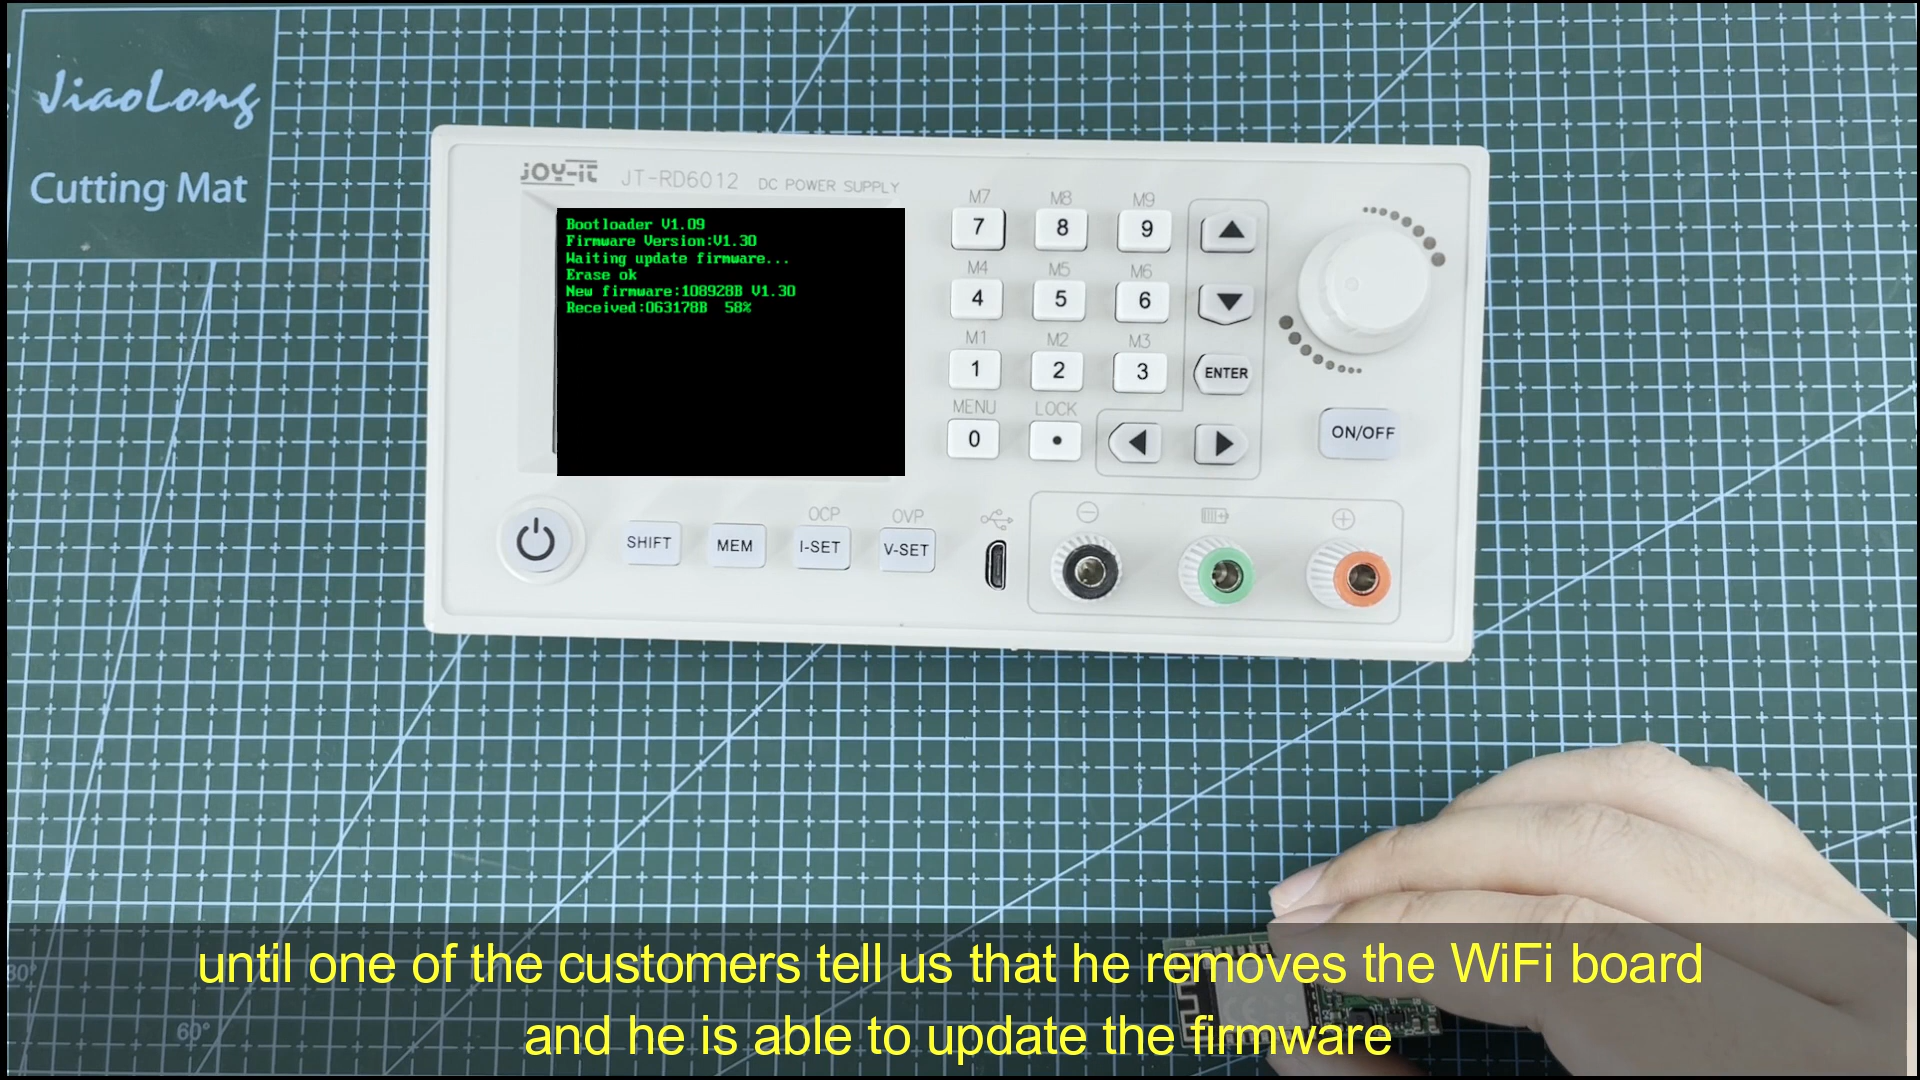 JiaoLong
Cutting Mat
JOY-iT JT-RD6012 DC POWER SUPPLY
Bootloader V1.09
Firmware Version:V1.30
Waiting update firmware...
Erase ok
New firmware:108928B V1.30
Received:063178B 58%
M7 M8 M9
7 8 9
M4 M5 M6
4 5 6
M1 M2 M3
1 2 3 ENTER
MENU LOCK
0 . ON/OFF
OCP OVP
SHIFT MEM I-SET V-SET
until one of the customers tell us that he removes the WiFi board
and he is able to update the firmware
30°
60°